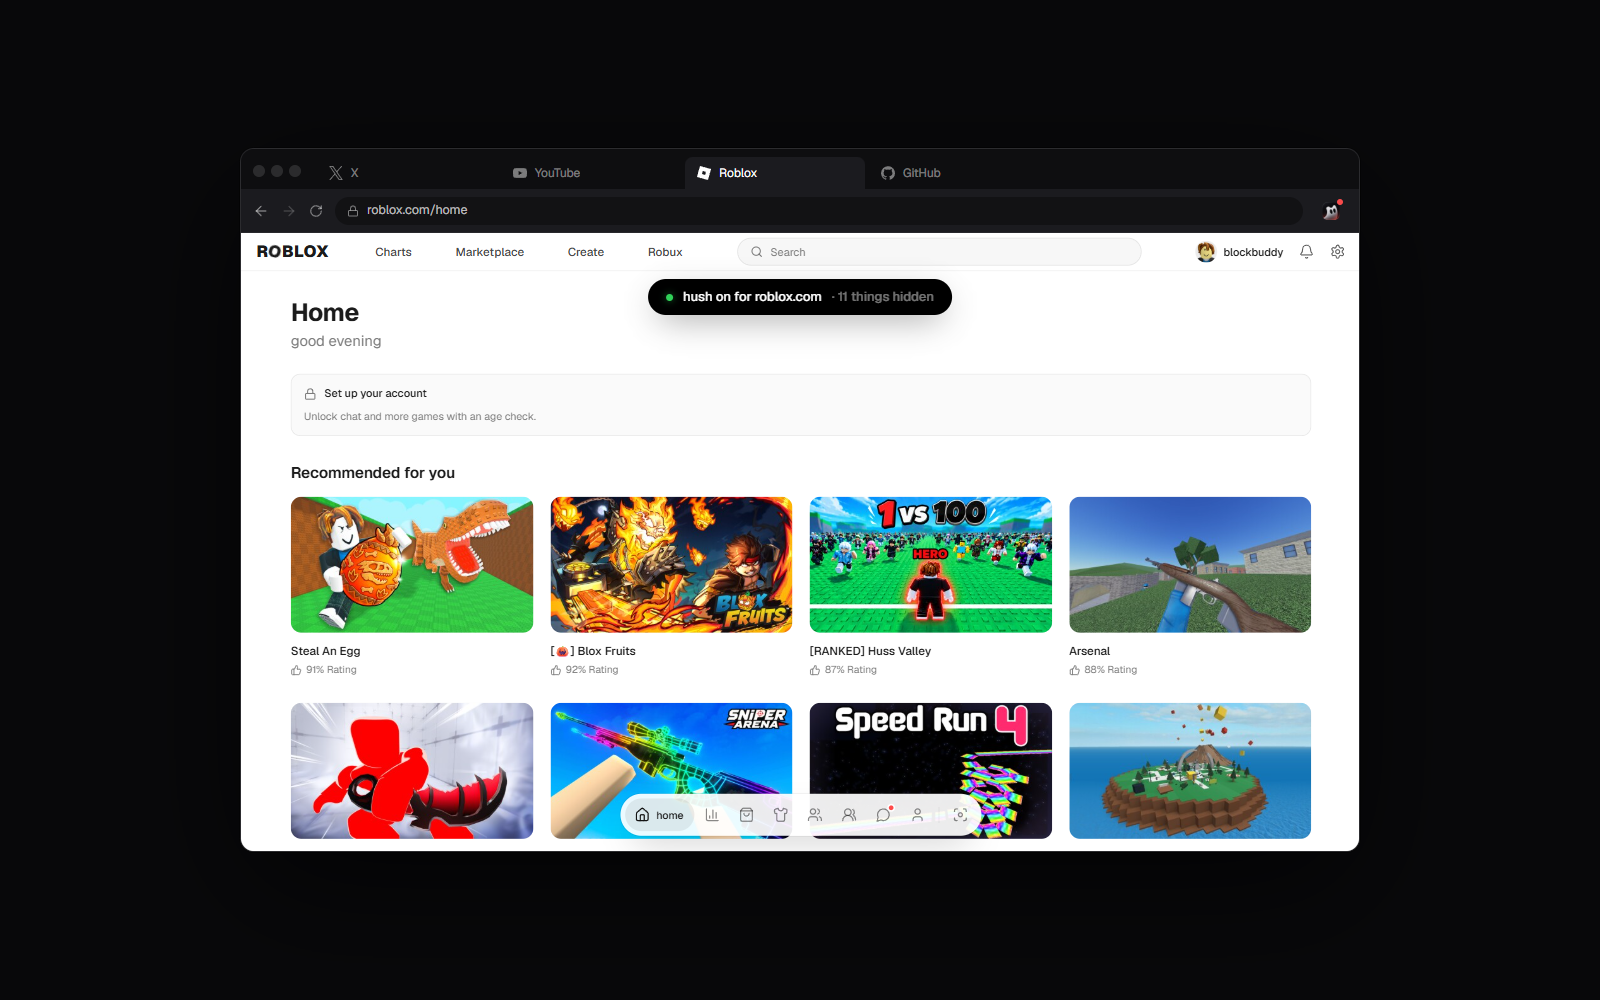 X
YouTube
Roblox
GitHub
roblox.com/home
ROBLOX
Charts
Marketplace
Create
Robux
Search
blockbuddy
hush on for roblox.com · 11 things hidden
Home
good evening
Set up your account
Unlock chat and more games with an age check.
Recommended for you
BLOX
FRUITS
1 VS 100
HERO
Steal An Egg
91% Rating
[ ] Blox Fruits
92% Rating
[RANKED] Huss Valley
87% Rating
Arsenal
88% Rating
SNIPER
ARENA
Speed Run 4
home